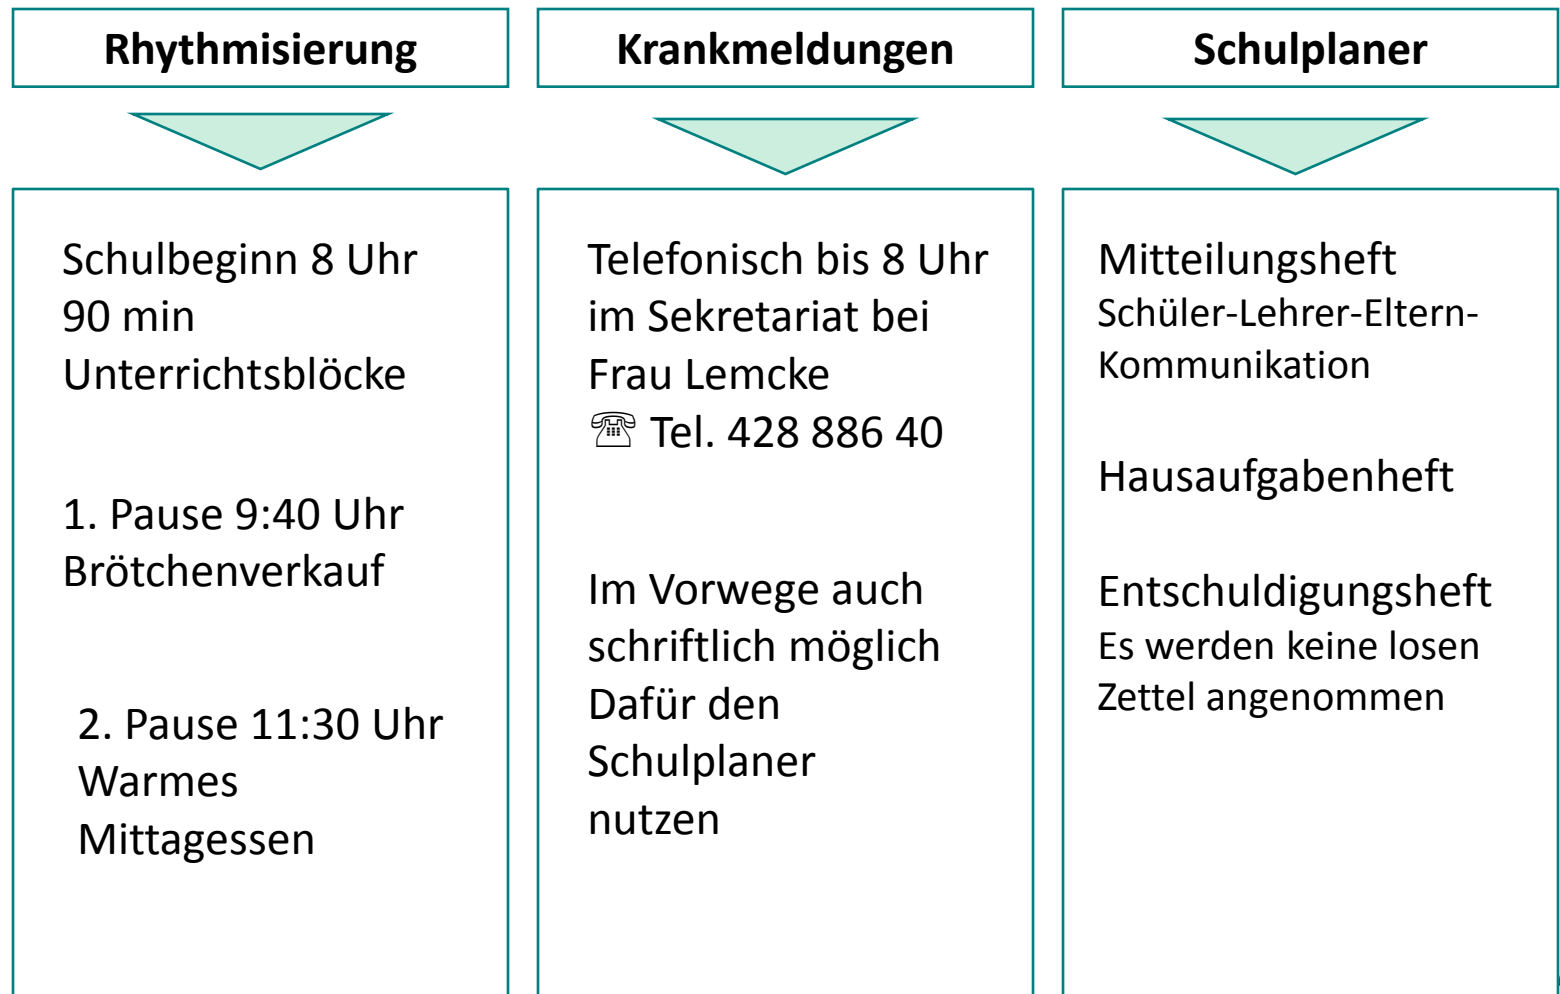 Rhythmisierung
Schulbeginn 8 Uhr
90 min
Unterrichtsblöcke
1. Pause 9:40 Uhr
Brötchenverkauf
2. Pause 11:30 Uhr
Warmes
Mittagessen
Krankmeldungen
Telefonisch bis 8 Uhr
im Sekretariat bei
Frau Lemcke
☏ Tel. 428 886 40
Im Vorwege auch
schriftlich möglich
Dafür den
Schulplaner
nutzen
Schulplaner
Mitteilungsheft
Schüler-Lehrer-Eltern-
Kommunikation
Hausaufgabenheft
Entschuldigungsheft
Es werden keine losen
Zettel angenommen